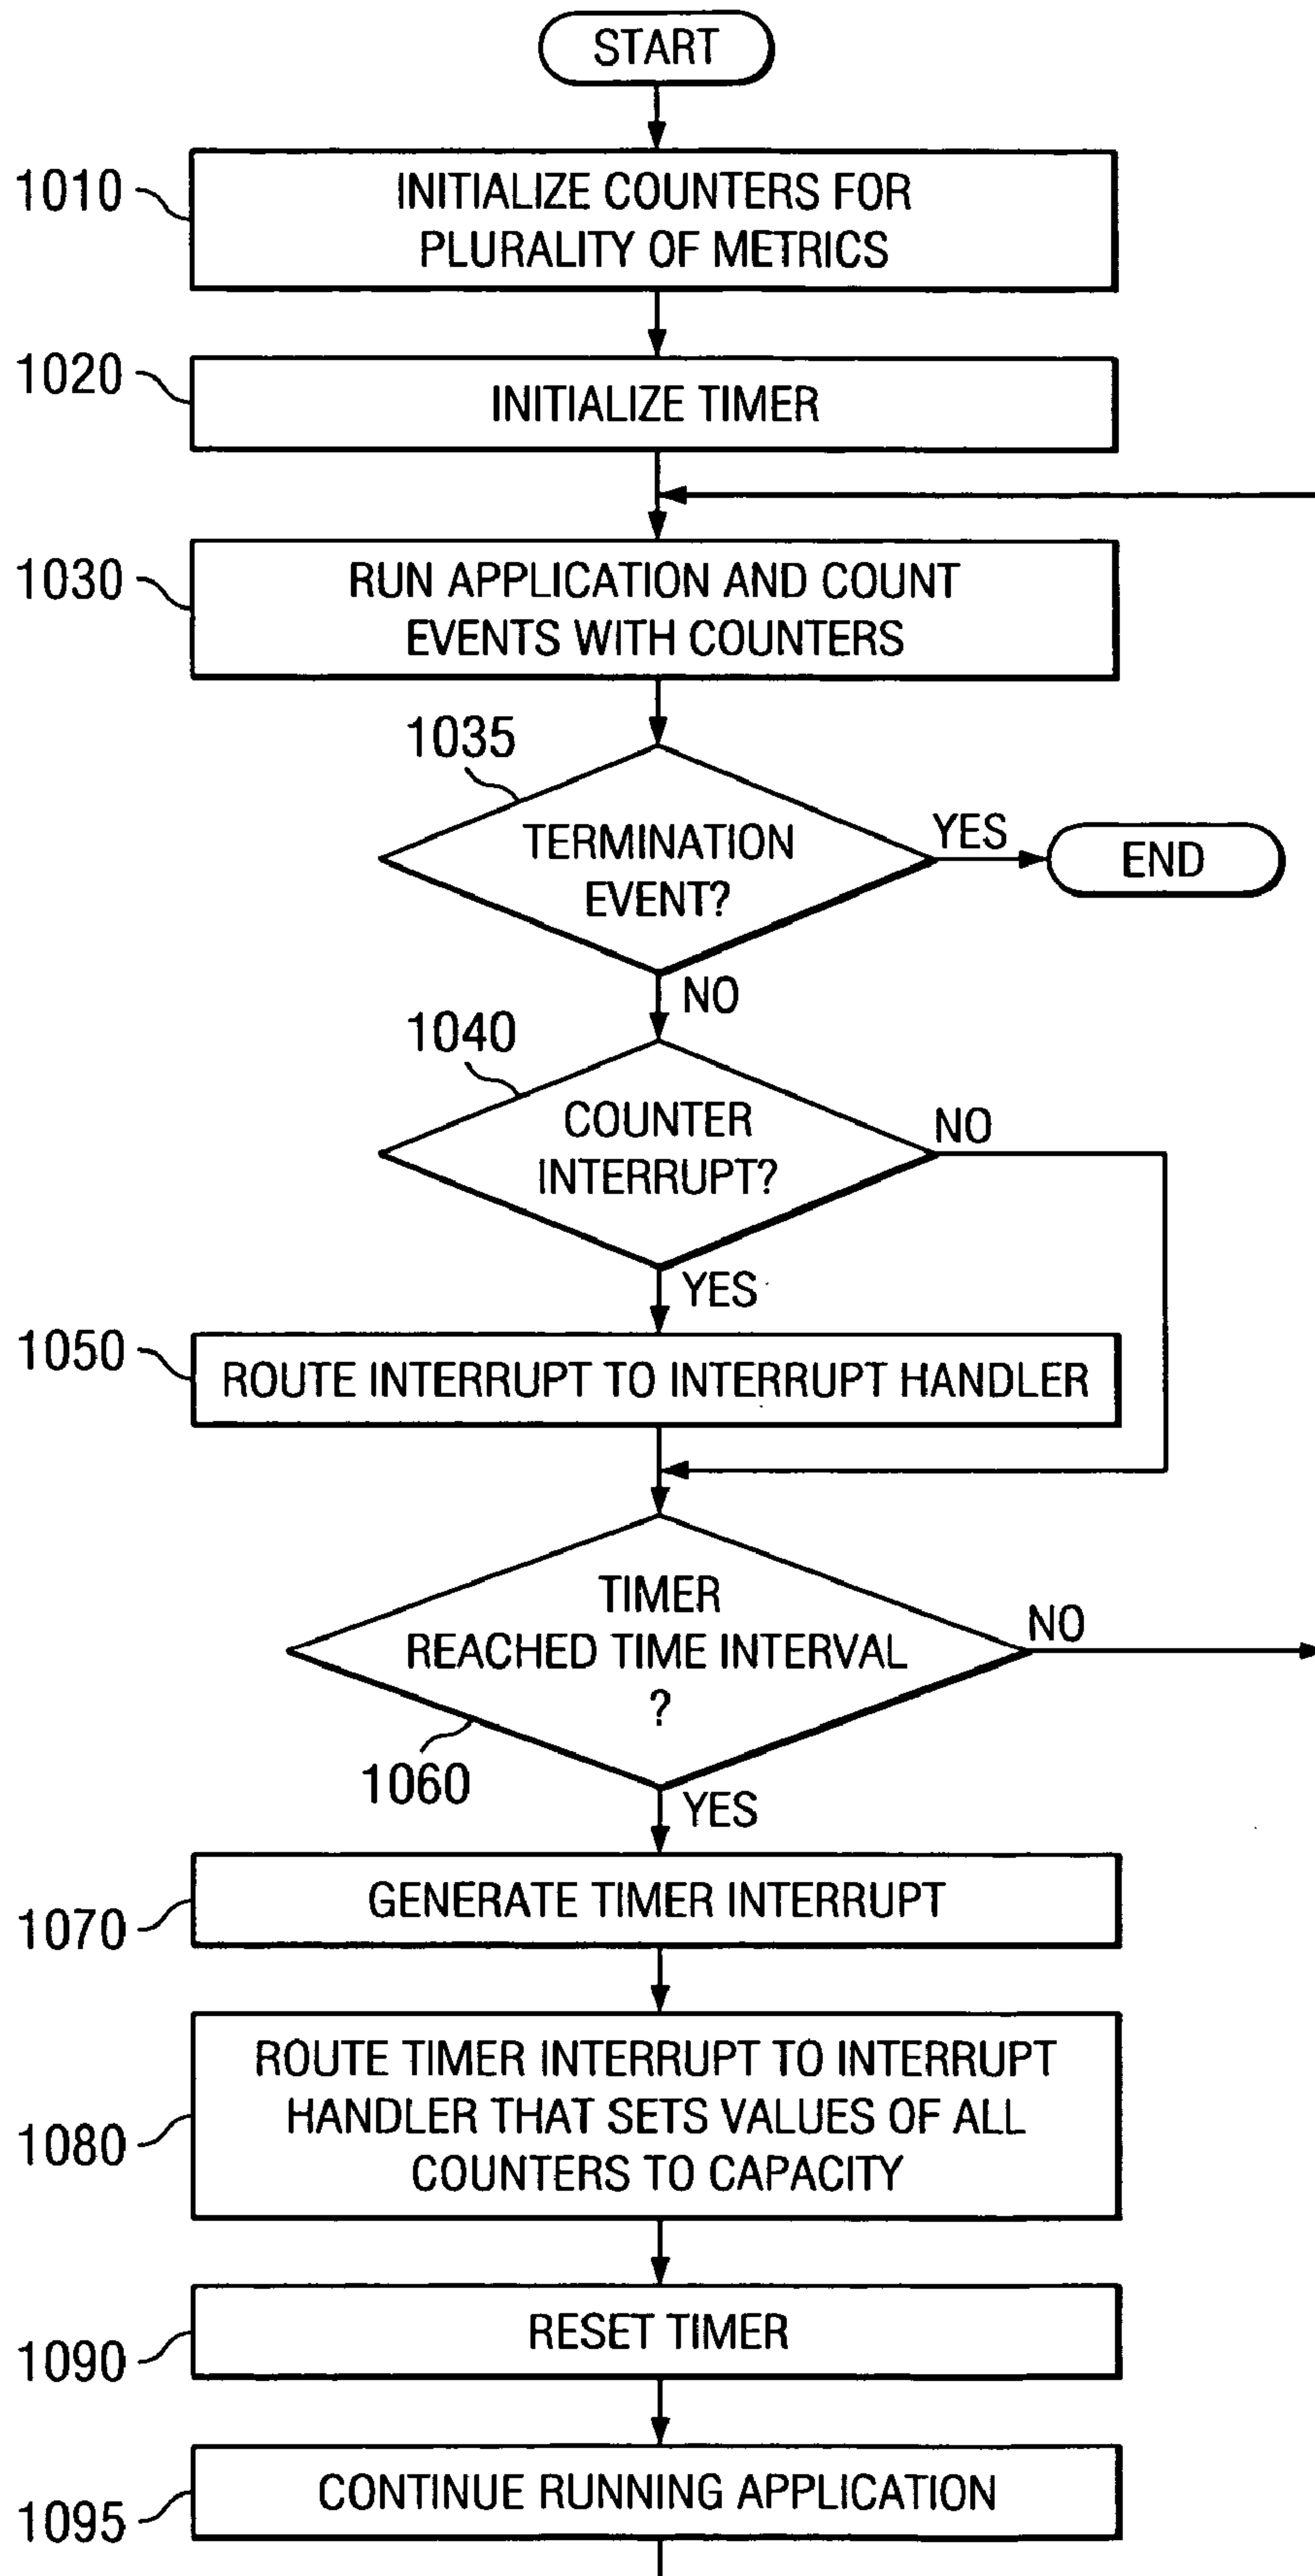 START
1010
INITIALIZE COUNTERS FOR
PLURALITY OF METRICS
1020
INITIALIZE TIMER
1030
RUN APPLICATION AND COUNT
EVENTS WITH COUNTERS
1035
TERMINATION
EVENT?
YES
END
NO
1040
COUNTER
INTERRUPT?
NO
YES
1050
ROUTE INTERRUPT TO INTERRUPT HANDLER
TIMER
REACHED TIME INTERVAL
?
NO
1060
YES
1070
GENERATE TIMER INTERRUPT
1080
ROUTE TIMER INTERRUPT TO INTERRUPT
HANDLER THAT SETS VALUES OF ALL
COUNTERS TO CAPACITY
1090
RESET TIMER
1095
CONTINUE RUNNING APPLICATION